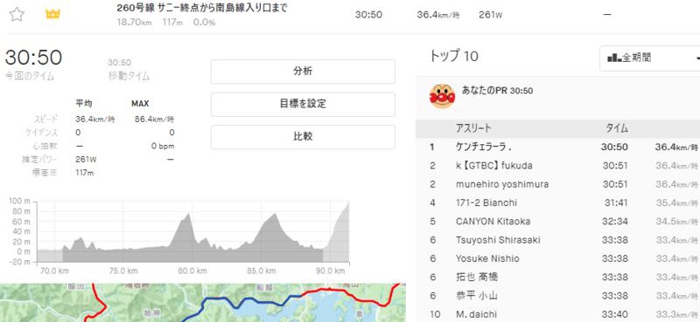 260号線 サニー終点から南島線入り口まで
18.70km 117m 0.0%
30:50 36.4km/時 261W —
30:50
今回のタイム
30:50
移動タイム
平均 MAX
スピード 36.4km/時 86.4km/時
ケイデンス 0 0
心拍数 — 0 bpm
推定パワー 261W —
標高※ 117m
分析
目標を設定
比較
トップ 10
全期間
あなたのPR 30:50
アスリート タイム
1 ケンチェラーラ . 30:50 36.4km/時
2 k【GTBC】fukuda 30:51 36.4km/時
2 munehiro yoshimura 30:51 36.4km/時
4 171-2 Bianchi 31:41 35.4km/時
5 CANYON Kitaoka 32:34 34.5km/時
6 Tsuyoshi Shirasaki 33:38 33.4km/時
6 Yosuke Nishio 33:38 33.4km/時
6 拓也 高橋 33:38 33.4km/時
6 恭平 小山 33:38 33.4km/時
10 M. daichi 33:40 33.3km/時
100 m
80 m
60 m
40 m
20 m
0 m
-20 m
70.0 km 75.0 km 80.0 km 85.0 km 90.0 km